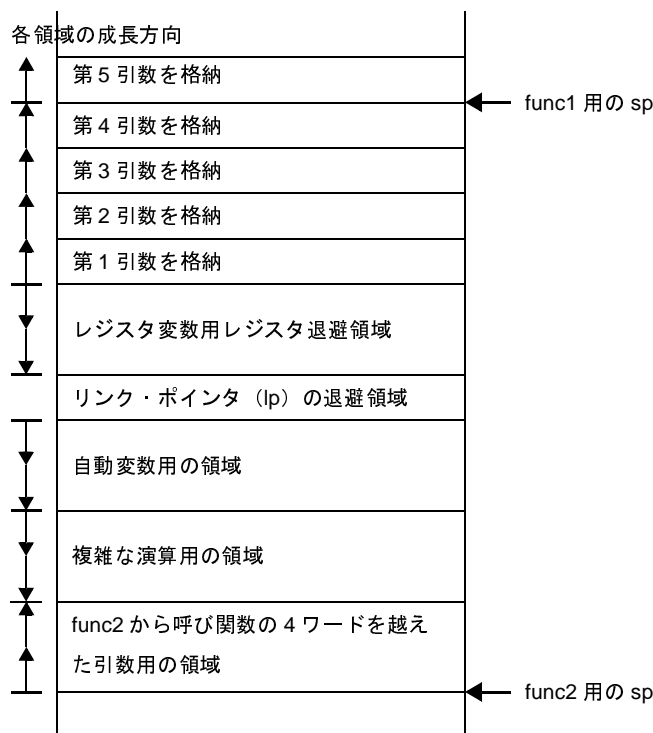 各領域の成長方向
第5引数を格納
func1 用の sp
第4引数を格納
第3引数を格納
第2引数を格納
第1引数を格納
レジスタ変数用レジスタ退避領域
リンク・ポインタ（lp）の退避領域
自動変数用の領域
複雑な演算用の領域
func2 から呼び関数の4ワードを越え
た引数用の領域
func2 用の sp